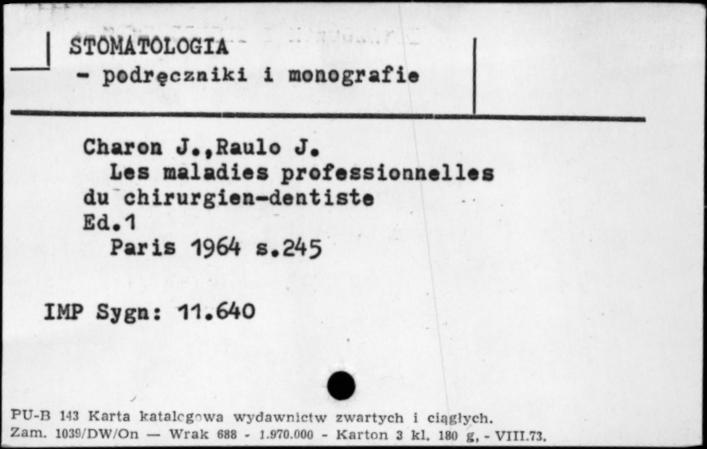 STOMATOLOGIA
- podręczniki i monografie
Charon J.,Raulo J.
Les maladies professionnelles
du chirurgien-dentiste
Ed.1
Paris 1964 s.245
IMP Sygn: 11.640
PU-B 143 Karta katalogowa wydawnictw zwartych i ciągłych.
Zam. 1039/DW/On — Wrak 688 - 1.970.000 - Karton 3 kl. 180 g, - VIII.73.